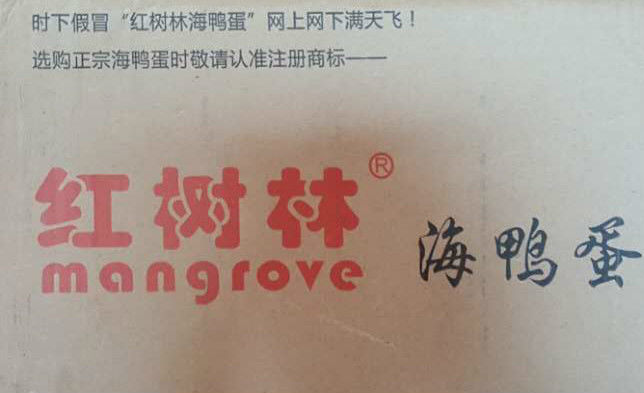 时下假冒“红树林海鸭蛋”网上网下满天飞！
选购正宗海鸭蛋时敬请认准注册商标——
红树林®
mangrove
海鸭蛋